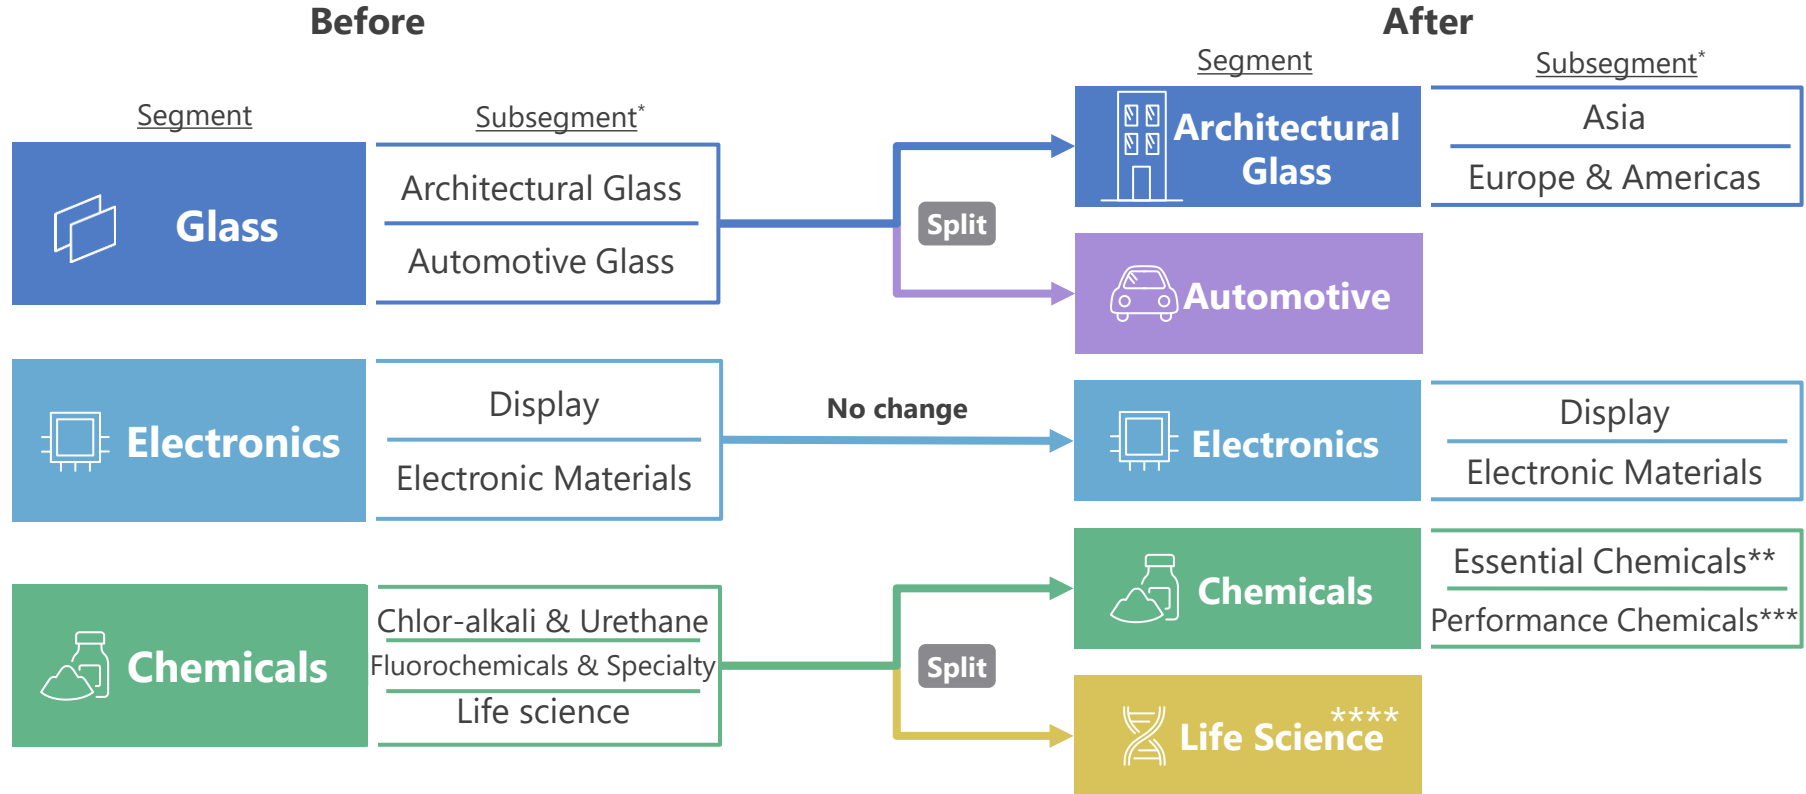 Before
Segment
Subsegment*
Glass
Architectural Glass
Automotive Glass
Electronics
Display
Electronic Materials
Chemicals
Chlor-alkali & Urethane
Fluorochemicals & Specialty
Life science
Split
No change
Split
After
Segment
Subsegment*
Architectural
Glass
Asia
Europe & Americas
Automotive
Electronics
Display
Electronic Materials
Chemicals
Essential Chemicals**
Performance Chemicals***
Life Science****